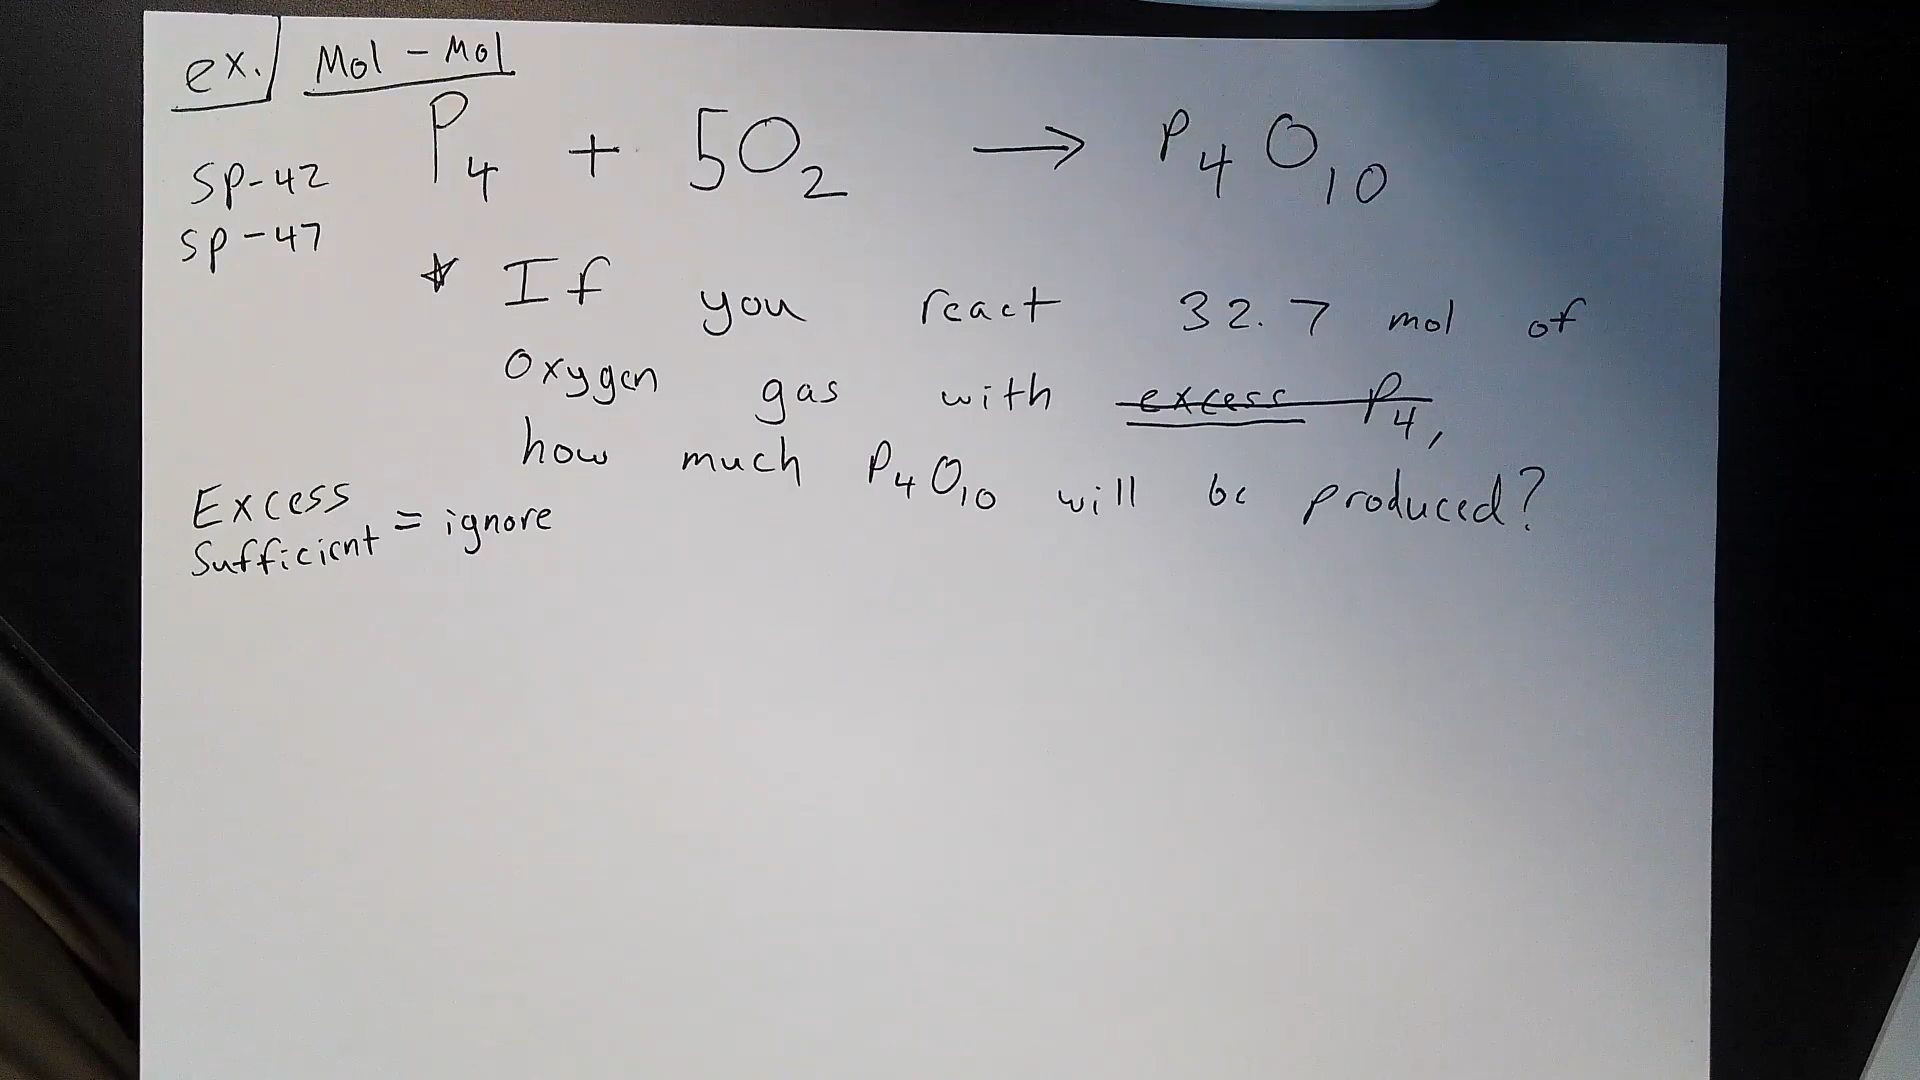 ex. Mol - Mol
P₄ + 5O₂ → P₄O₁₀
SP-42
SP-47
* If you react 32.7 mol of
oxygen gas with excess P₄,
how much P₄O₁₀ will be produced?
Excess
Sufficient = ignore